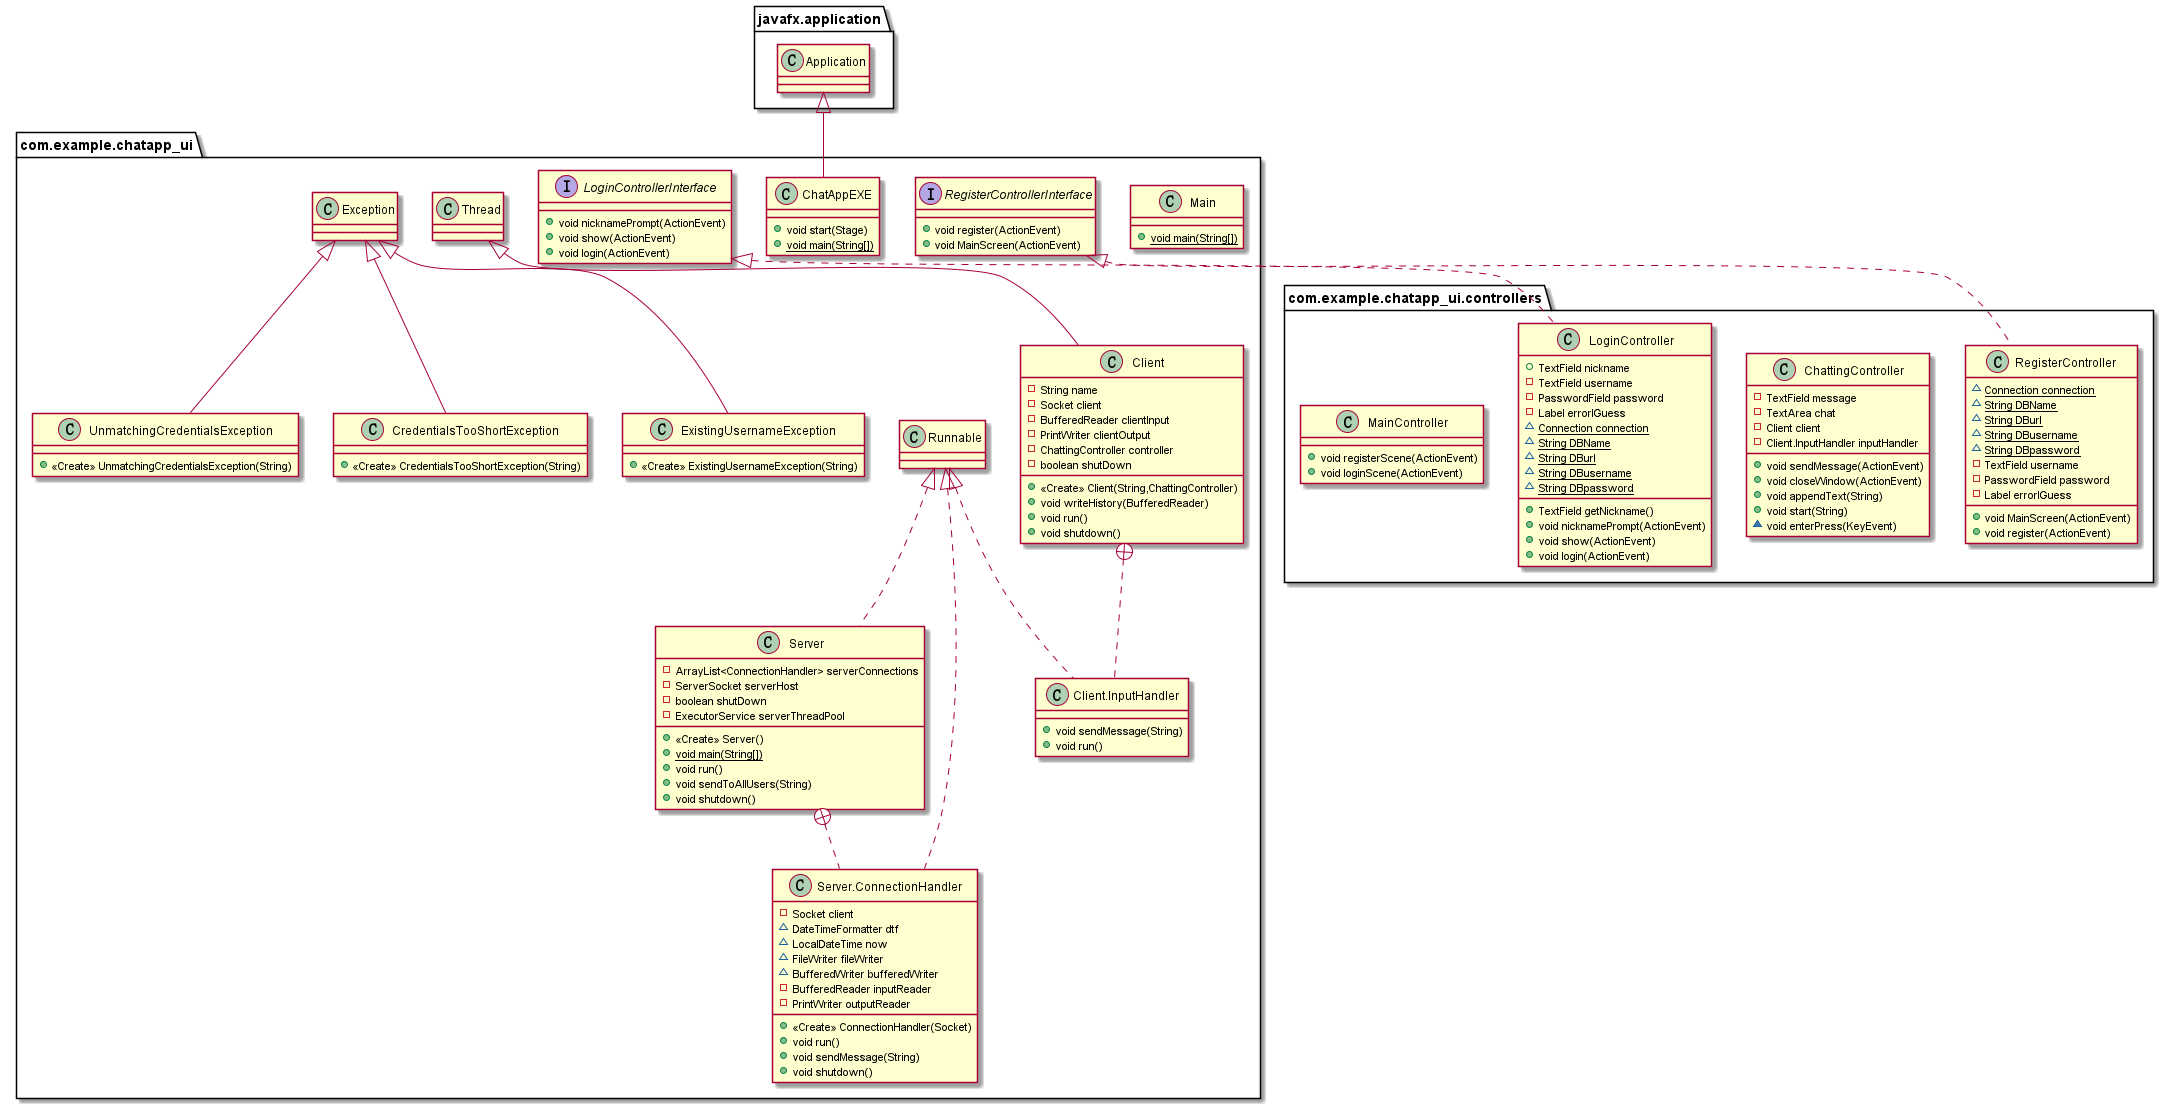 javafx.application
C Application
com.example.chatapp_ui
C Exception
C Thread
I LoginControllerInterface
void nicknamePrompt(ActionEvent)
void show(ActionEvent)
void login(ActionEvent)
C ChatAppEXE
void start(Stage)
void main(String[])
I RegisterControllerInterface
void register(ActionEvent)
void MainScreen(ActionEvent)
C Main
void main(String[])
C UnmatchingCredentialsException
«Create» UnmatchingCredentialsException(String)
C CredentialsTooShortException
«Create» CredentialsTooShortException(String)
C ExistingUsernameException
«Create» ExistingUsernameException(String)
C Runnable
C Client
String name
Socket client
BufferedReader clientInput
PrintWriter clientOutput
ChattingController controller
boolean shutDown
«Create» Client(String,ChattingController)
void writeHistory(BufferedReader)
void run()
void shutdown()
C Server
ArrayList<ConnectionHandler> serverConnections
ServerSocket serverHost
boolean shutDown
ExecutorService serverThreadPool
«Create» Server()
void main(String[])
void run()
void sendToAllUsers(String)
void shutdown()
C Client.InputHandler
void sendMessage(String)
void run()
C Server.ConnectionHandler
Socket client
DateTimeFormatter dtf
LocalDateTime now
FileWriter fileWriter
BufferedWriter bufferedWriter
BufferedReader inputReader
PrintWriter outputReader
«Create» ConnectionHandler(Socket)
void run()
void sendMessage(String)
void shutdown()
com.example.chatapp_ui.controllers
C MainController
void registerScene(ActionEvent)
void loginScene(ActionEvent)
C LoginController
TextField nickname
TextField username
PasswordField password
Label errorIGuess
Connection connection
String DBName
String DBurl
String DBusername
String DBpassword
TextField getNickname()
void nicknamePrompt(ActionEvent)
void show(ActionEvent)
void login(ActionEvent)
C ChattingController
TextField message
TextArea chat
Client client
Client.InputHandler inputHandler
void sendMessage(ActionEvent)
void closeWindow(ActionEvent)
void appendText(String)
void start(String)
void enterPress(KeyEvent)
C RegisterController
Connection connection
String DBName
String DBurl
String DBusername
String DBpassword
TextField username
PasswordField password
Label errorIGuess
void MainScreen(ActionEvent)
void register(ActionEvent)